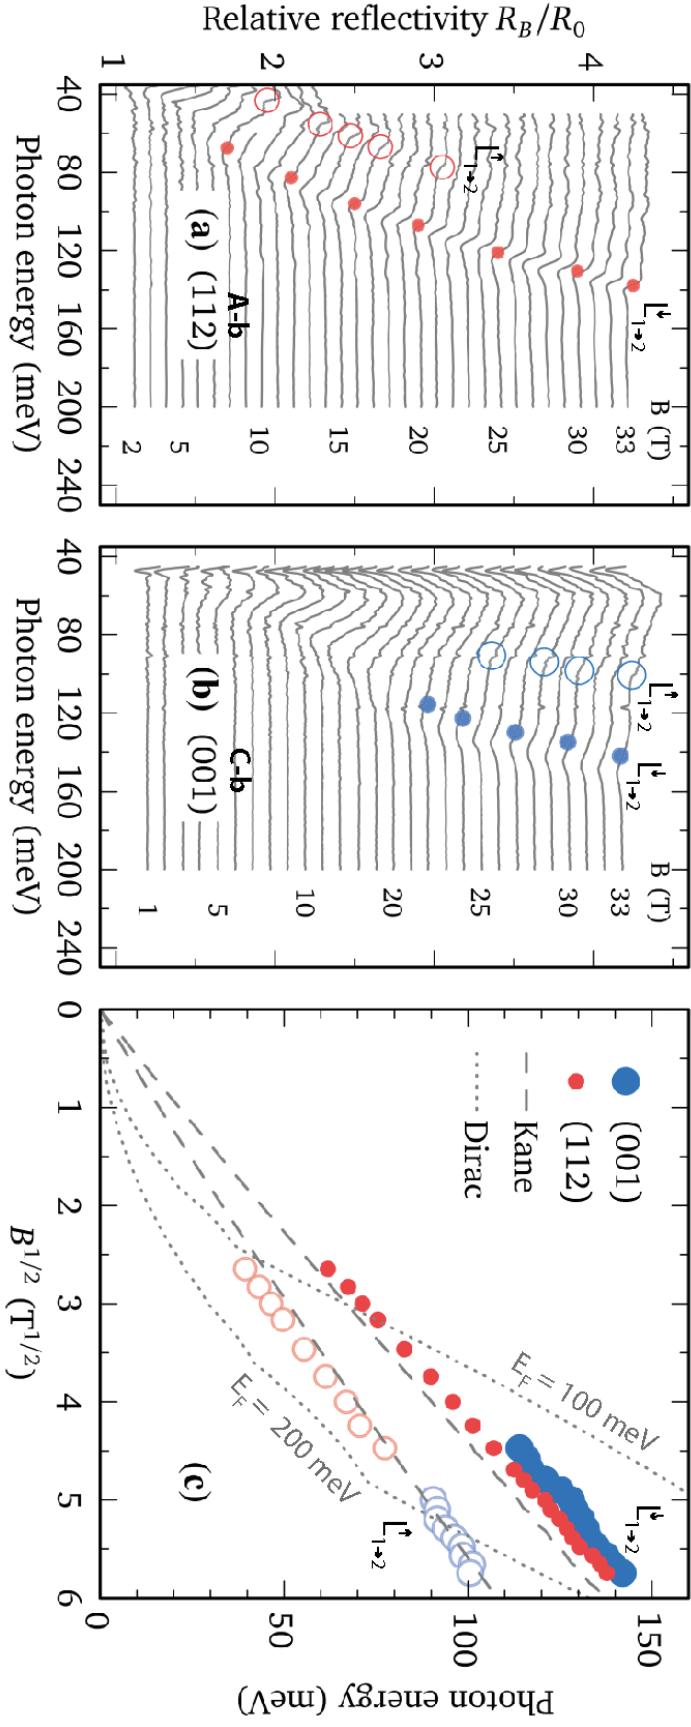 Relative reflectivity R_B/R_0
1 2 3 4
40 80 120 160 200 240
Photon energy (meV)
(a) (112)
A-b
L↑1→2
L↓1→2
B (T)
2 5 10 15 20 25 30 33
40 80 120 160 200 240
Photon energy (meV)
(b) (001)
C-b
L↑1→2
L↓1→2
B (T)
1 5 10 20 25 30 33
(001)
(112)
Kane
Dirac
E_F = 100 meV
E_F = 200 meV
L↓1→2
L↑1→2
(c)
0 1 2 3 4 5 6
B^1/2 (T^1/2)
0 50 100 150
Photon energy (meV)